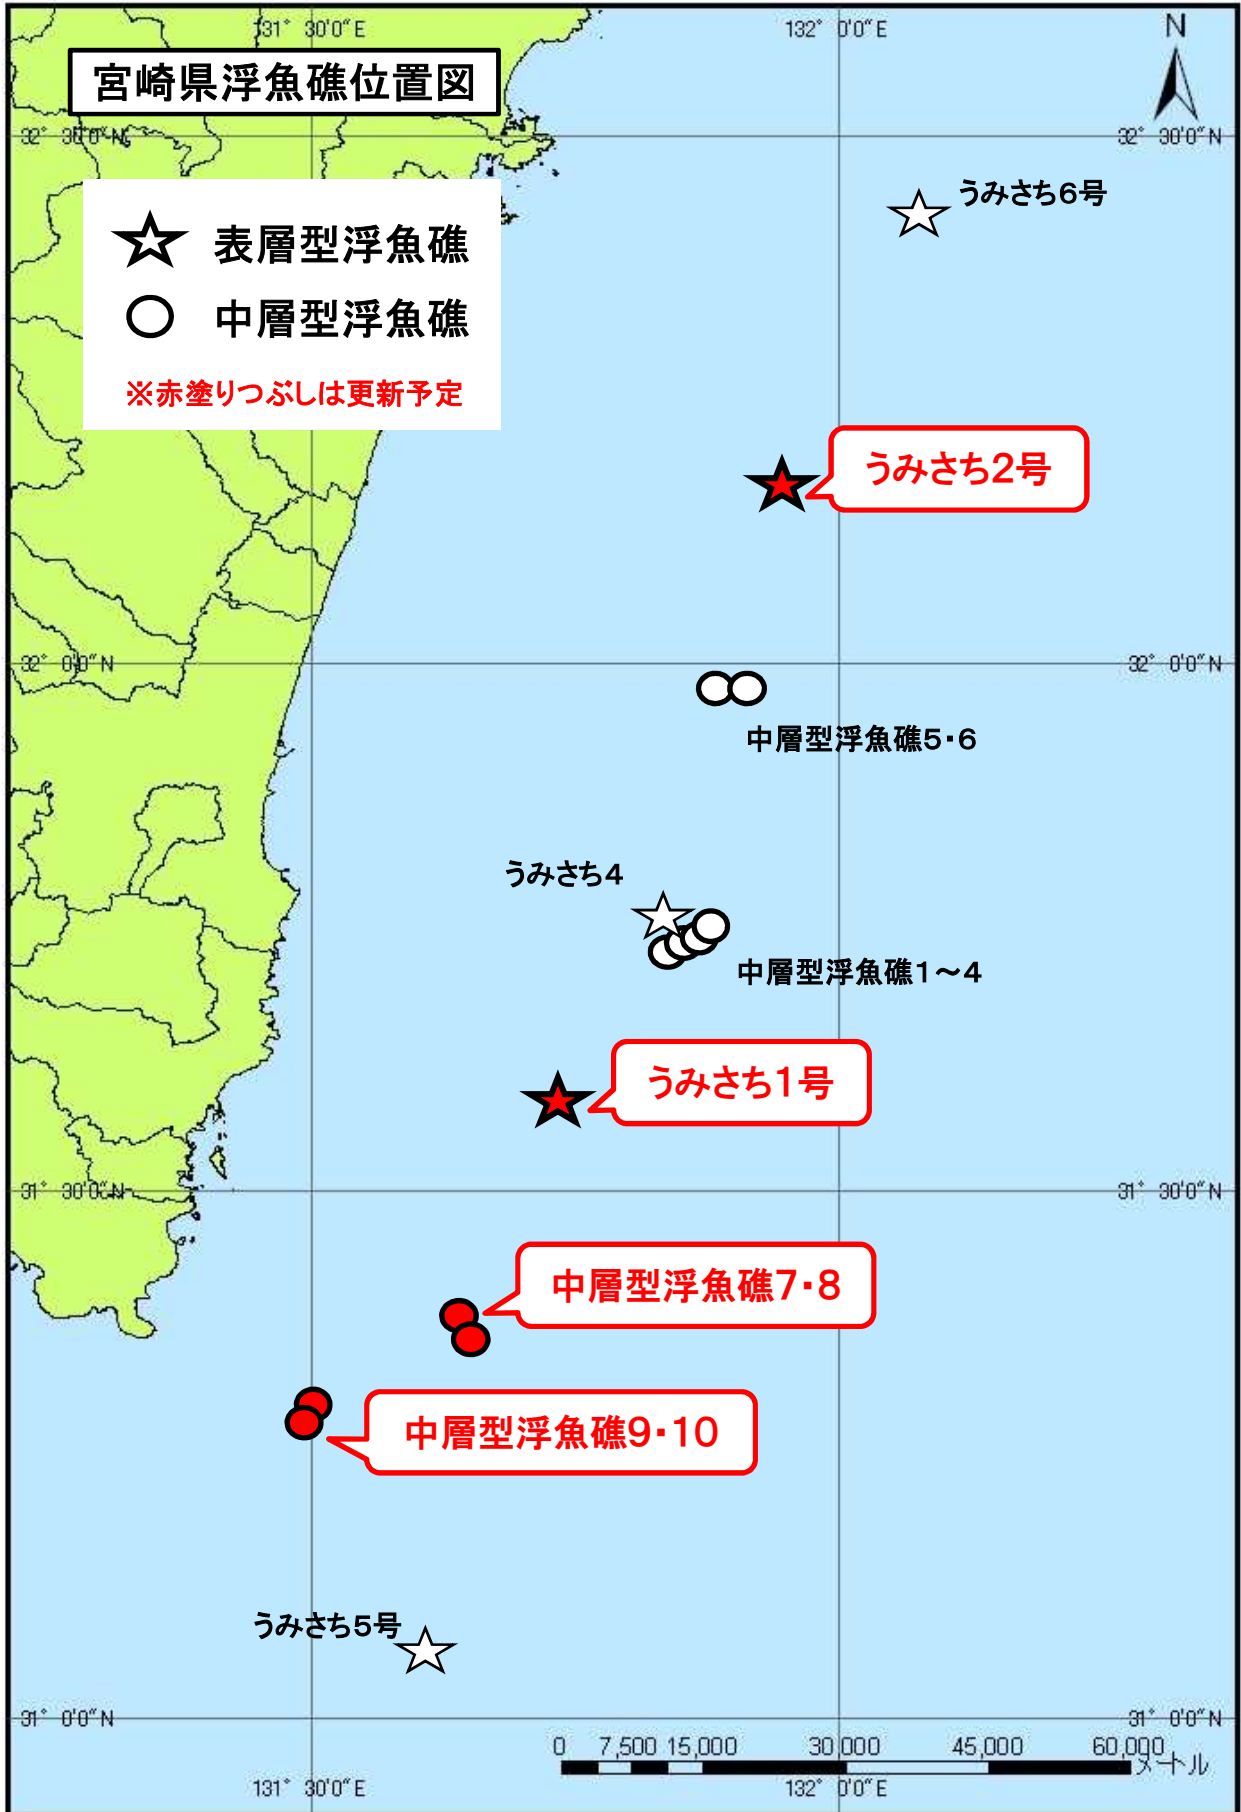 131° 30'0"E
132° 0'0"E
N
宮崎県浮魚礁位置図
32° 30'0"N
32° 30'0"N
うみさち6号
表層型浮魚礁
中層型浮魚礁
※赤塗りつぶしは更新予定
うみさち2号
32° 0'0"N
32° 0'0"N
中層型浮魚礁5・6
うみさち4
中層型浮魚礁1~4
うみさち1号
31° 30'0"N
31° 30'0"N
中層型浮魚礁7・8
中層型浮魚礁9・10
うみさち5号
31° 0'0"N
31° 0'0"N
0 7,500 15,000 30,000 45,000 60,000
メートル
131° 30'0"E
132° 0'0"E